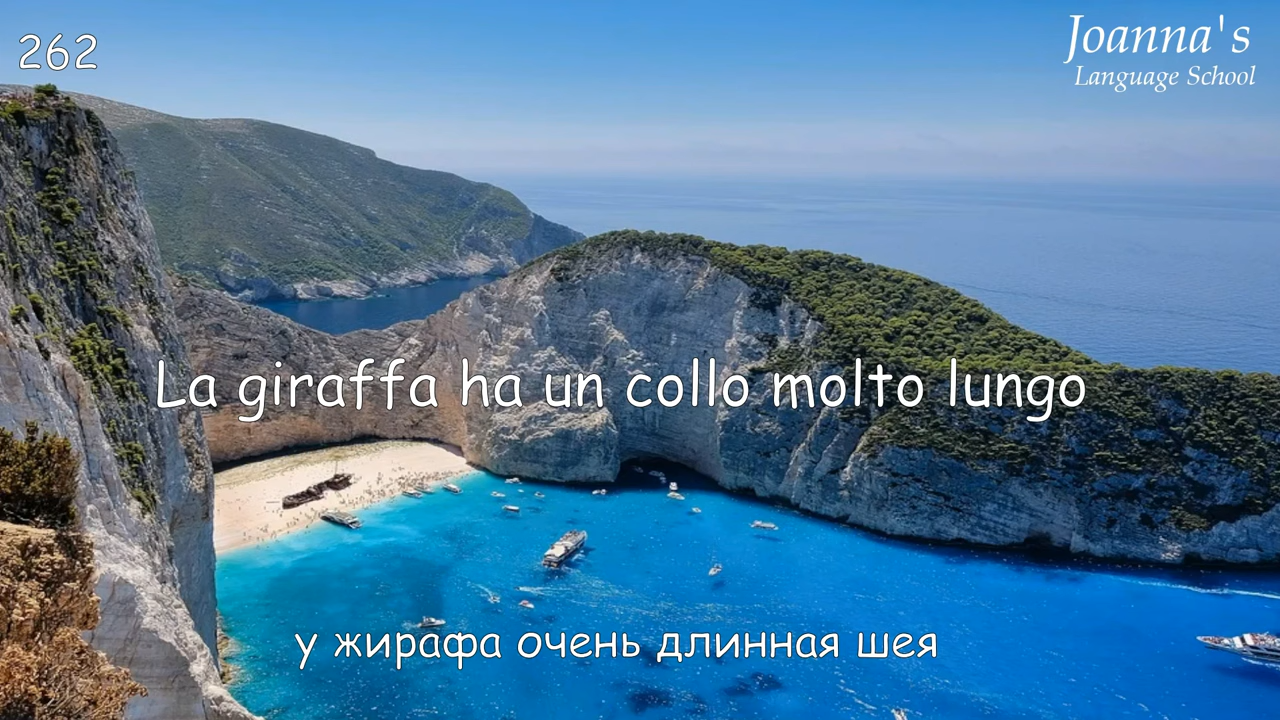 262
Joanna's
Language School
La giraffa ha un collo molto lungo
у жирафа очень длинная шея